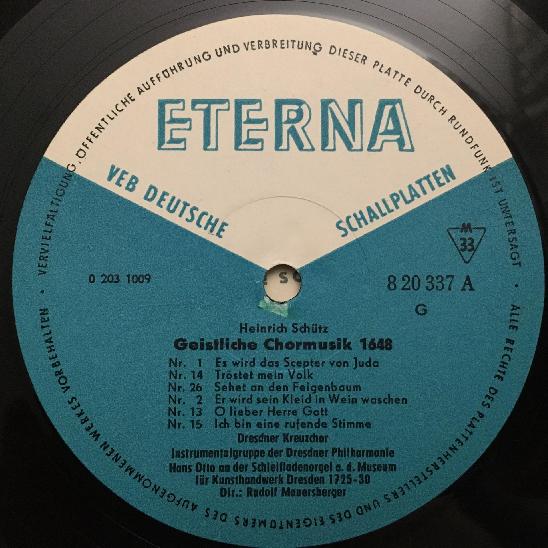 VERVIELFÄLTIGUNG, ÖFFENTLICHE AUFFÜHRUNG UND VERBREITUNG DIESER PLATTE DURCH RUNDFUNK IST UNTERSAGT • ALLE RECHTE DES PLATTENHERSTELLERS UND DES EIGENTÜMERS DES AUFGENOMMENEN WERKES VORBEHALTEN •
ETERNA
VEB DEUTSCHE SCHALLPLATTEN
M
33
0 203 1009
8 20 337 A
G
Heinrich Schütz
Geistliche Chormusik 1648
Nr. 1 Es wird das Scepter von Juda
Nr. 14 Tröstet mein Volk
Nr. 26 Sehet an den Feigenbaum
Nr. 2 Er wird sein Kleid in Wein waschen
Nr. 13 O lieber Herre Gott
Nr. 15 Ich bin eine rufende Stimme
Dresdner Kreuzchor
Instrumentalgruppe der Dresdner Philharmonie
Hans Otto an der Schleifladenorgel a. d. Museum
für Kunsthandwerk Dresden 1725-30
Dir.: Rudolf Mauersberger